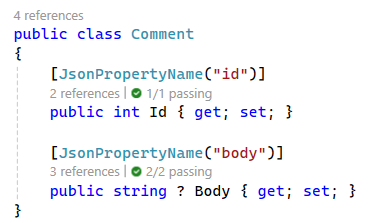 4 references
public class Comment
{
[JsonPropertyName("id")]
2 references | 1/1 passing
public int Id { get; set; }
[JsonPropertyName("body")]
3 references | 2/2 passing
public string ? Body { get; set; }
}